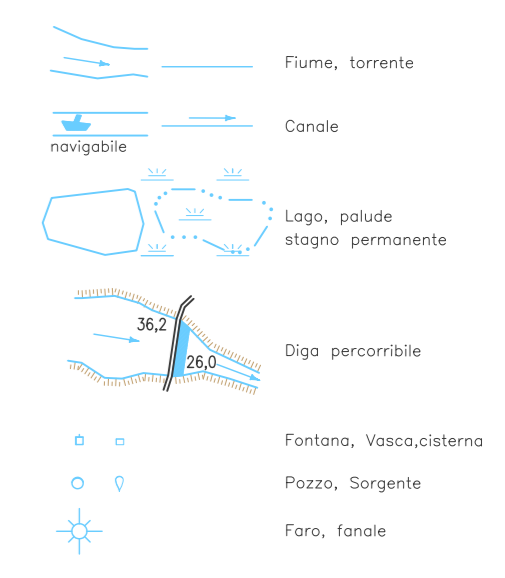 Fiume, torrente
Canale
navigabile
Lago, palude
stagno permanente
36,2
26,0
Diga percorribile
Fontana, Vasca,cisterna
Pozzo, Sorgente
Faro, fanale